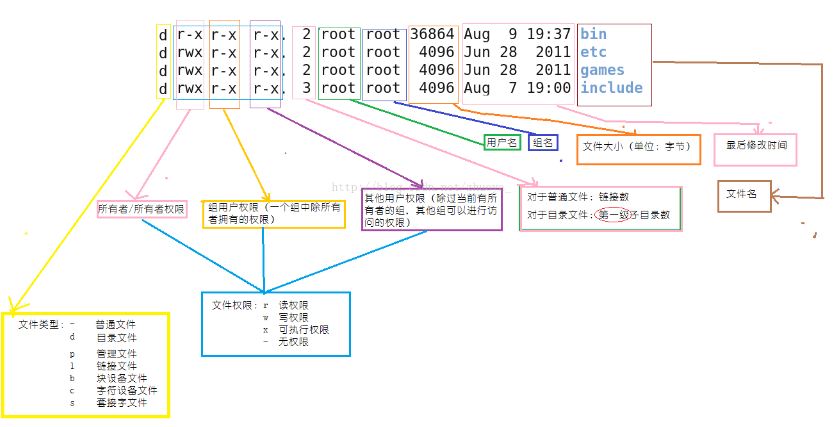 d r-x r-x r-x. 2 root root 36864 Aug 9 19:37 bin
d rwx r-x r-x. 2 root root 4096 Jun 28 2011 etc
d rwx r-x r-x. 2 root root 4096 Jun 28 2011 games
d rwx r-x r-x. 3 root root 4096 Aug 7 19:00 include
用户名
组名
文件大小（单位：字节）
最后修改时间
文件名
所有者/所有者权限
组用户权限（一个组中除所有
者拥有的权限）
其他用户权限（除过当前有所
有者的组，其他组可以进行访
问的权限）
对于普通文件：链接数
对于目录文件：第一级子目录数
文件权限：r 读权限
w 写权限
x 可执行权限
- 无权限
文件类型：- 普通文件
d 目录文件
p 管理文件
l 链接文件
b 块设备文件
c 字符设备文件
s 套接字文件